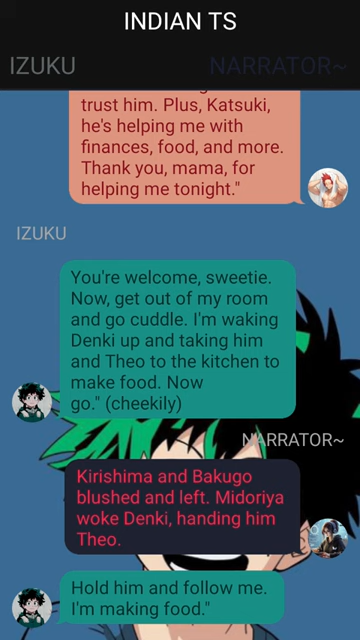 INDIAN TS
IZUKU
NARRATOR~
trust him. Plus, Katsuki,
he's helping me with
finances, food, and more.
Thank you, mama, for
helping me tonight."
IZUKU
You're welcome, sweetie.
Now, get out of my room
and go cuddle. I'm waking
Denki up and taking him
and Theo to the kitchen to
make food. Now
go." (cheekily)
NARRATOR~
Kirishima and Bakugo
blushed and left. Midoriya
woke Denki, handing him
Theo.
Hold him and follow me.
I'm making food."